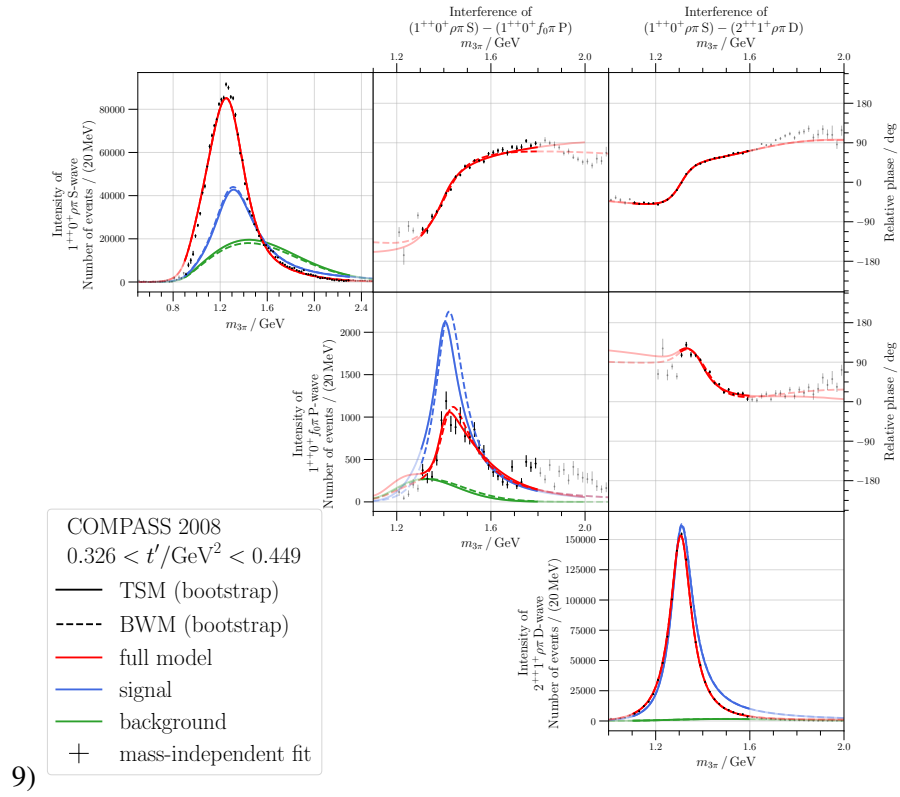 Interference of
(1⁺⁺0⁺ρπ S) − (1⁺⁺0⁺ f₀π P)
m₃π / GeV
1.2 1.6 2.0
Interference of
(1⁺⁺0⁺ρπ S) − (2⁺⁺1⁺ρπ D)
m₃π / GeV
1.2 1.6 2.0
Intensity of
1⁺⁺0⁺ρπ S-wave
Number of events / (20 MeV)
80000
60000
40000
20000
0
0.8 1.2 1.6 2.0 2.4
m₃π / GeV
180
90
0
-90
-180
Relative phase / deg
Intensity of
1⁺⁺0⁺ f₀π P-wave
Number of events / (20 MeV)
2000
1500
1000
500
0
1.2 1.6 2.0
m₃π / GeV
180
90
0
-90
-180
Relative phase / deg
Intensity of
2⁺⁺1⁺ρπ D-wave
Number of events / (20 MeV)
150000
125000
100000
75000
50000
25000
0
1.2 1.6 2.0
m₃π / GeV
COMPASS 2008
0.326 < t′/GeV² < 0.449
TSM (bootstrap)
BWM (bootstrap)
full model
signal
background
mass-independent fit
9)